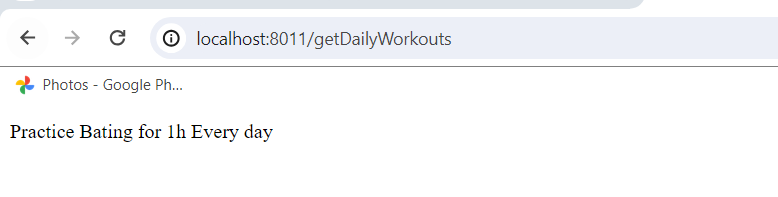 localhost:8011/getDailyWorkouts
Photos - Google Ph...
Practice Bating for 1h Every day